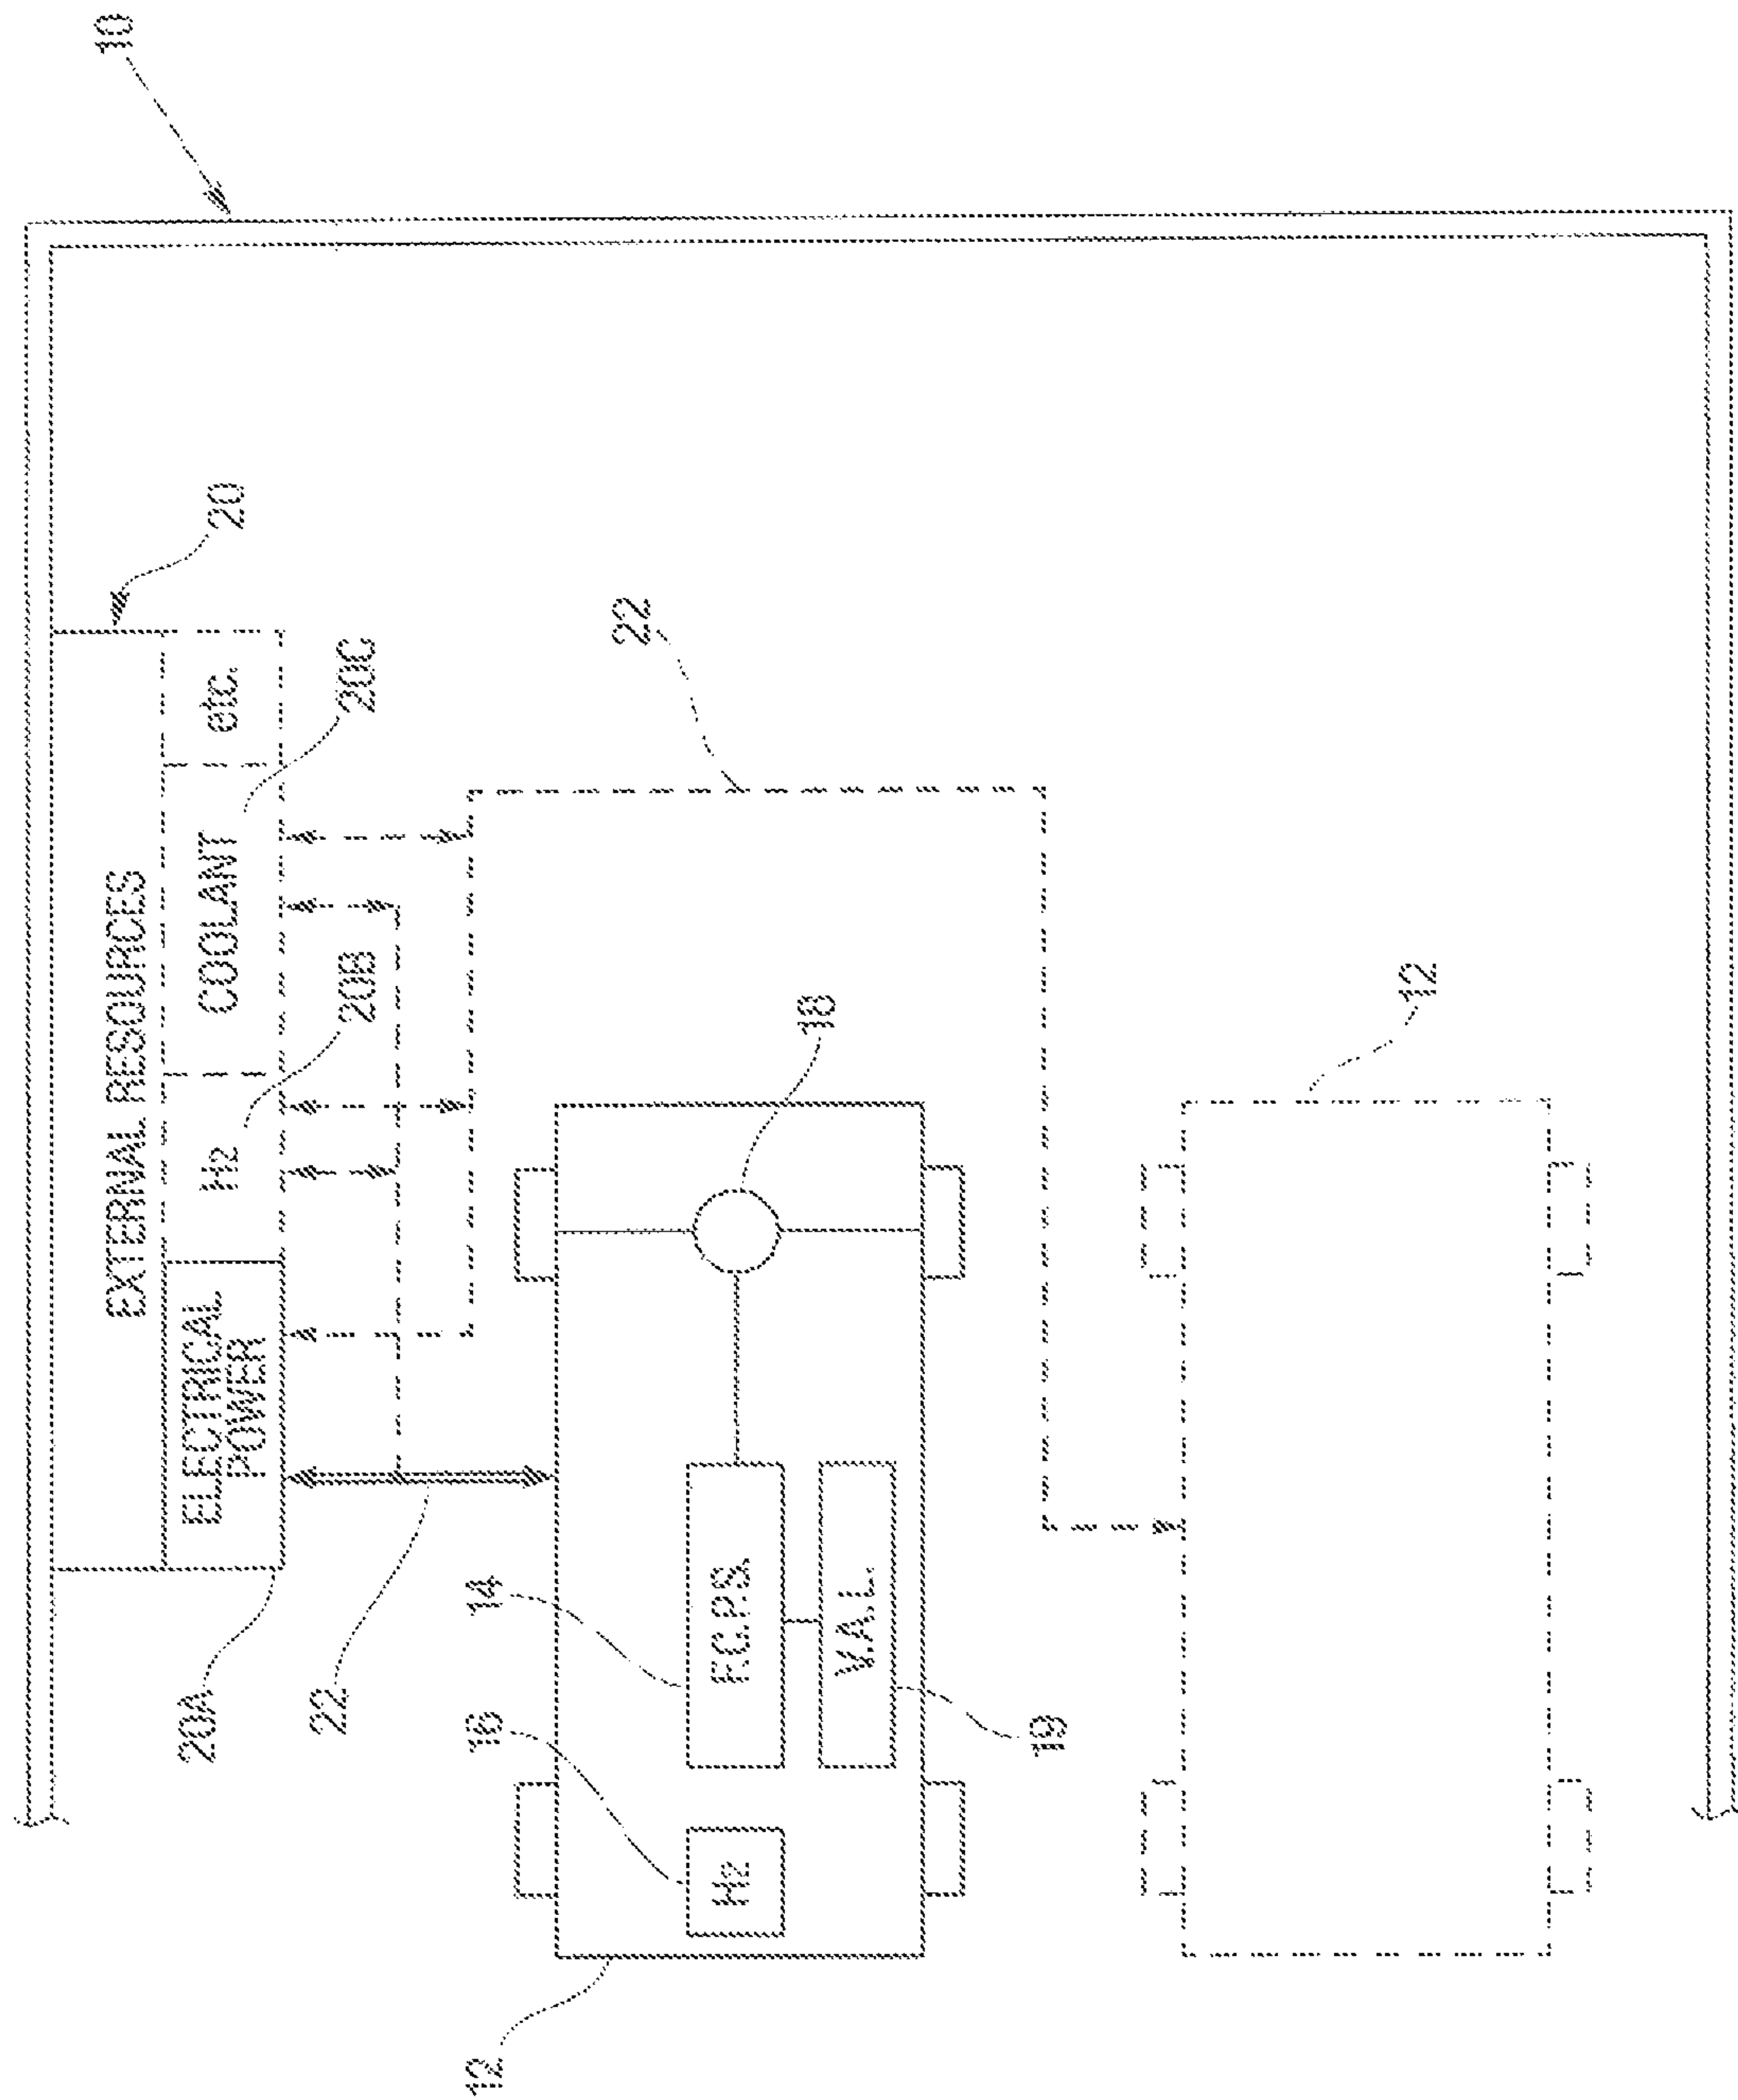 10
20
EXTERNAL RESOURCES
ELECTRICAL
POWER
H2
COOLANT
etc.
20A
20B
20C
22
22
12
16
14
H2
F.C.P.S.
V.A.L.
18
19
12